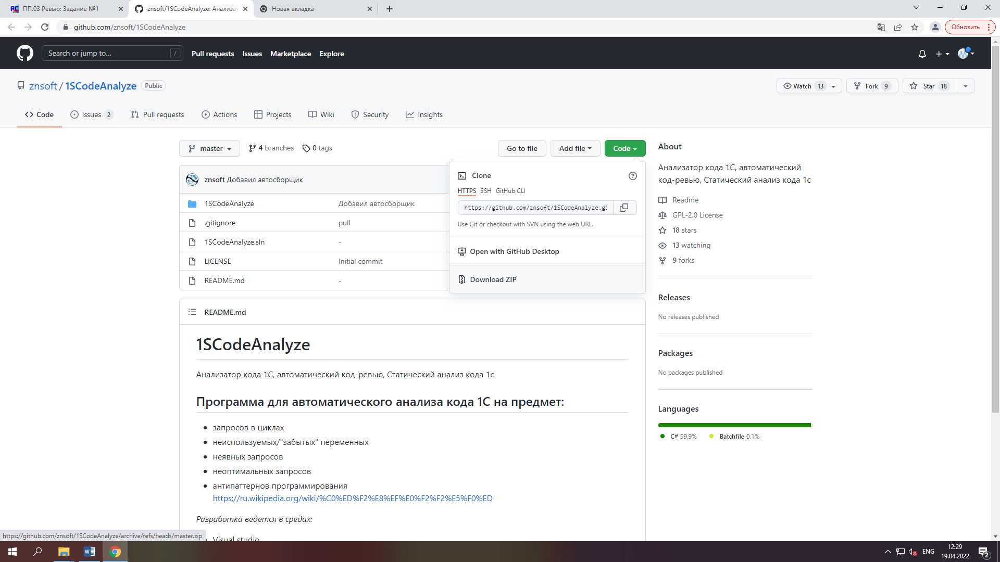 ПП.03 Ревью: Задание №1
znsoft/1SCodeAnalyze: Анализат
Новая вкладка
github.com/znsoft/1SCodeAnalyze
Обновить
Search or jump to...
/
Pull requests
Issues
Marketplace
Explore
znsoft / 1SCodeAnalyze
Public
Watch 13
Fork 9
Star 18
Code
Issues 2
Pull requests
Actions
Projects
Wiki
Security
Insights
master
4 branches
0 tags
Go to file
Add file
Code
znsoft Добавил автосборщик
1SCodeAnalyze
Добавил автосборщик
.gitignore
pull
1SCodeAnalyze.sln
-
LICENSE
Initial commit
README.md
-
Clone
HTTPS SSH GitHub CLI
https://github.com/znsoft/1SCodeAnalyze.gi
Use Git or checkout with SVN using the web URL.
Open with GitHub Desktop
Download ZIP
README.md
1SCodeAnalyze
Анализатор кода 1С, автоматический код-ревью, Статический анализ кода 1с
Программа для автоматического анализа кода 1С на предмет:
запросов в циклах
неиспользуемых/"забытых" переменных
неявных запросов
неоптимальных запросов
антипаттернов программирования
https://ru.wikipedia.org/wiki/%C0%ED%F2%E8%EF%E0%F2%F2%E5%F0%ED
Разработка ведется в средах:
Visual studio
About
Анализатор кода 1С, автоматический
код-ревью, Статический анализ кода 1с
Readme
GPL-2.0 License
18 stars
13 watching
9 forks
Releases
No releases published
Packages
No packages published
Languages
C# 99.9%
Batchfile 0.1%
https://github.com/znsoft/1SCodeAnalyze/archive/refs/heads/master.zip
ENG
12:29
19.04.2022
2